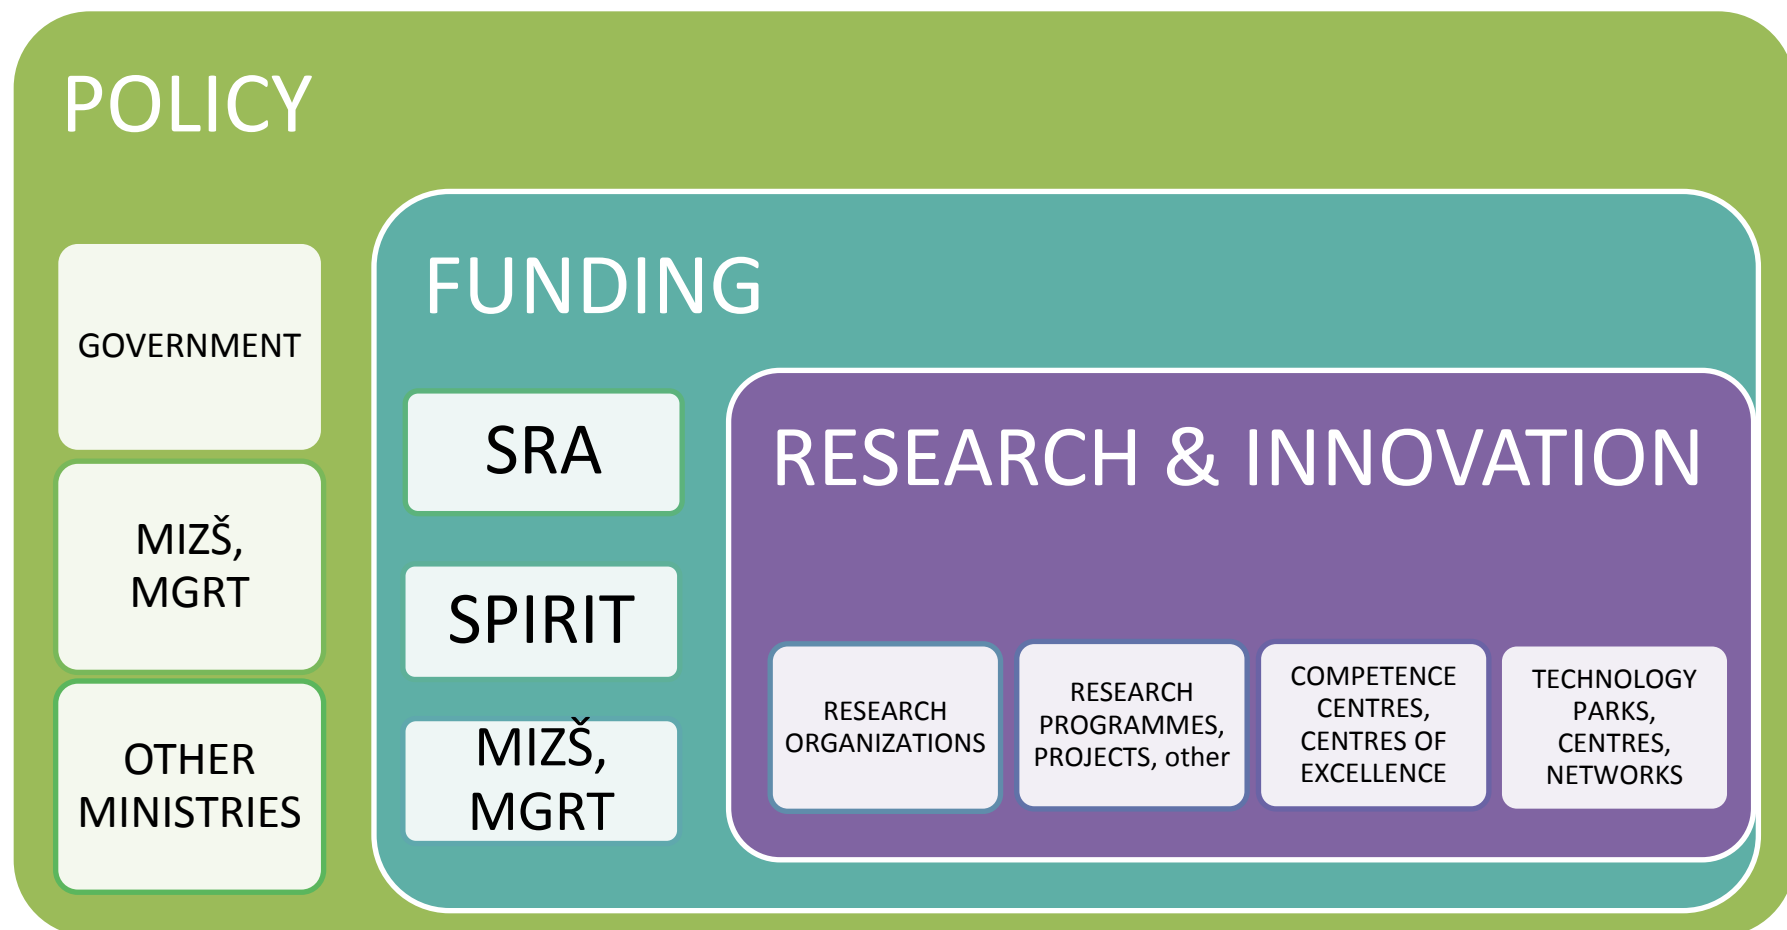 POLICY
GOVERNMENT
MIZŠ,
MGRT
OTHER
MINISTRIES
FUNDING
SRA
SPIRIT
MIZŠ,
MGRT
RESEARCH & INNOVATION
RESEARCH
ORGANIZATIONS
RESEARCH
PROGRAMMES,
PROJECTS, other
COMPETENCE
CENTRES,
CENTRES OF
EXCELLENCE
TECHNOLOGY
PARKS,
CENTRES,
NETWORKS